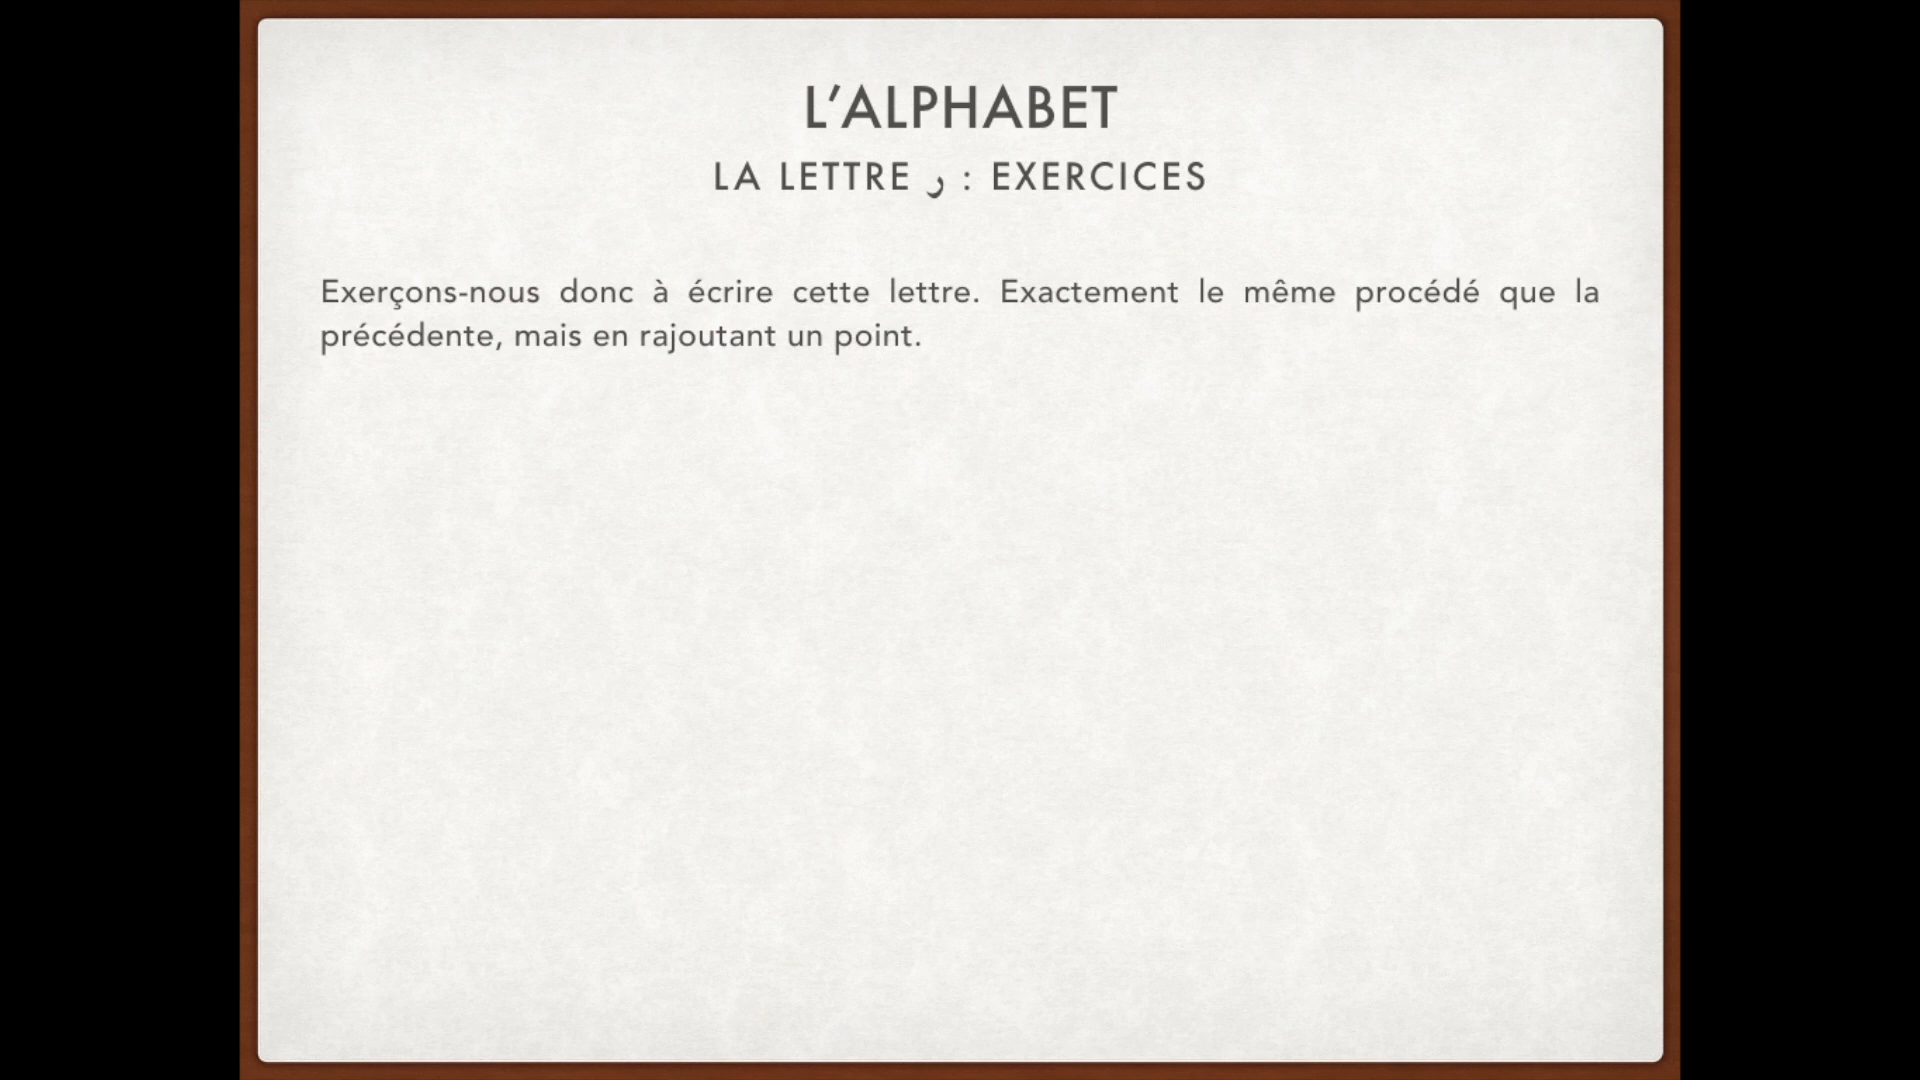 L’ALPHABET
LA LETTRE ر : EXERCICES
Exerçons-nous donc à écrire cette lettre. Exactement le même procédé que la
précédente, mais en rajoutant un point.